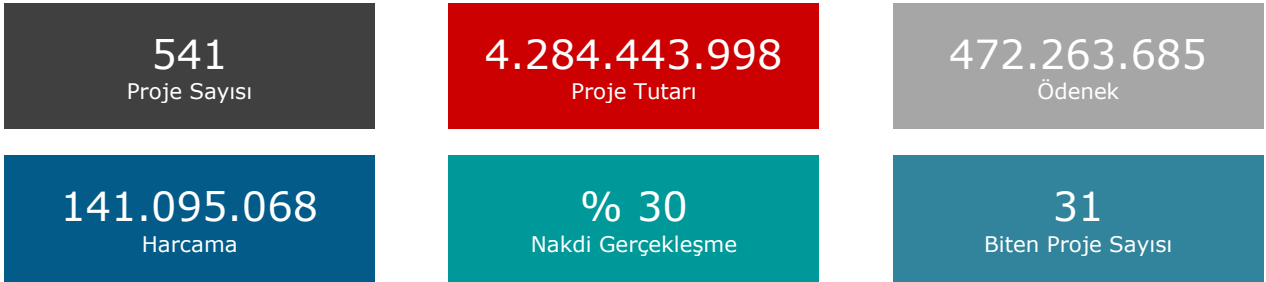 541
Proje Sayısı
4.284.443.998
Proje Tutarı
472.263.685
Ödenek
141.095.068
Harcama
% 30
Nakdi Gerçekleşme
31
Biten Proje Sayısı